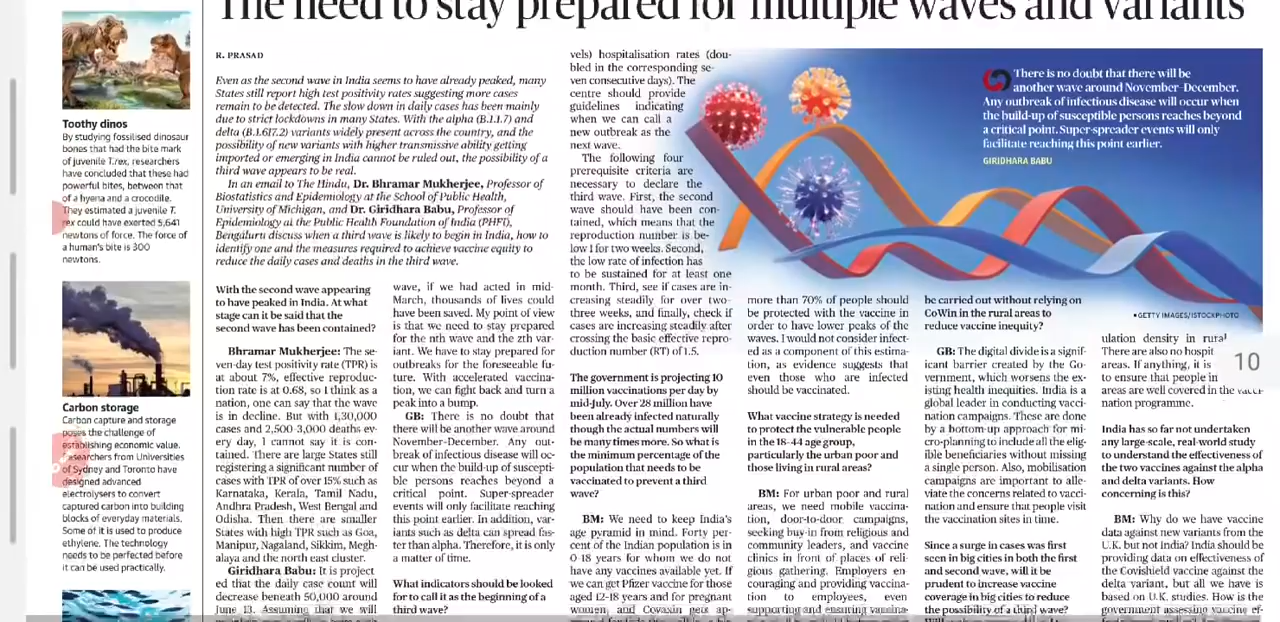 The need to stay prepared for multiple waves and variants
Toothy dinos
By studying fossilised dinosaur
bones that had the bite mark
of juvenile T.rex, researchers
have concluded that these had
powerful bites, between that
of a hyena and a crocodile.
They estimated a juvenile T.
rex could have exerted 5,641
newtons of force. The force of
a human's bite is 300
newtons.
Carbon storage
Carbon capture and storage
poses the challenge of
establishing economic value.
Researchers from Universities
of Sydney and Toronto have
designed advanced
electrolysers to convert
captured carbon into building
blocks of everyday materials.
Some of it is used to produce
ethylene. The technology
needs to be perfected before
it can be used practically.
R. PRASAD
Even as the second wave in India seems to have already peaked, many
States still report high test positivity rates suggesting more cases
remain to be detected. The slow down in daily cases has been mainly
due to strict lockdowns in many States. With the alpha (B.1.1.7) and
delta (B.1.617.2) variants widely present across the country, and the
possibility of new variants with higher transmissive ability getting
imported or emerging in India cannot be ruled out, the possibility of a
third wave appears to be real.
In an email to The Hindu, Dr. Bhramar Mukherjee, Professor of
Biostatistics and Epidemiology at the School of Public Health,
University of Michigan, and Dr. Giridhara Babu, Professor of
Epidemiology at the Public Health Foundation of India (PHFI),
Bengaluru discuss when a third wave is likely to begin in India, how to
identify one and the measures required to achieve vaccine equity to
reduce the daily cases and deaths in the third wave.
With the second wave appearing
to have peaked in India. At what
stage can it be said that the
second wave has been contained?
Bhramar Mukherjee: The se-
ven-day test positivity rate (TPR) is
at about 7%, effective reproduc-
tion rate is at 0.68, so I think as a
nation, one can say that the wave
is in decline. But with 1,30,000
cases and 2,500-3,000 deaths ev-
ery day, I cannot say it is con-
tained. There are large States still
registering a significant number of
cases with TPR of over 15% such as
Karnataka, Kerala, Tamil Nadu,
Andhra Pradesh, West Bengal and
Odisha. Then there are smaller
States with high TPR such as Goa,
Manipur, Nagaland, Sikkim, Megh-
alaya and the north east cluster.
Giridhara Babu: It is project
ed that the daily case count will
decrease beneath 50,000 around
June 13. Assuming that we will
wave, if we had acted in mid-
March, thousands of lives could
have been saved. My point of
view is that we need to stay prepared
for the nth wave and the zth var-
iant. We have to stay prepared for
outbreaks for the foreseeable fu-
ture. With accelerated vaccina-
tion, we can fight back and turn a
peak into a bump.
GB: There is no doubt that
there will be another wave around
November-December. Any out-
break of infectious disease will oc-
cur when the build-up of suscepti-
ble persons reaches beyond a
critical point. Super-spreader
events will only facilitate reaching
this point earlier. In addition, var-
iants such as delta can spread fas-
ter than alpha. Therefore, it is only
a matter of time.
What indicators should be looked
for to call it as the beginning of a
third wave?
vels) hospitalisation rates (dou-
bled in the corresponding se-
ven consecutive days). The
centre should provide
guidelines indicating
when we can call a
new outbreak as the
next wave.
The following four
prerequisite criteria are
necessary to declare the
third wave. First, the second
wave should have been con-
tained, which means that the
reproduction number is be-
low 1 for two weeks. Second,
the low rate of infection has
to be sustained for at least one
month. Third, see if cases are in-
creasing steadily for over two-
three weeks, and finally, check if
cases are increasing steadily after
crossing the basic effective repro-
duction number (RT) of 1.5.
The government is projecting 10
million vaccinations per day by
mid-July. Over 28 million have
been already infected naturally
though the actual numbers will
be many times more. So what is
the minimum percentage of the
population that needs to be
vaccinated to prevent a third
wave?
BM: We need to keep India's
age pyramid in mind. Forty per-
cent of the Indian population is in
0-18 years for whom we do not
have any vaccines available yet. If
we can get Pfizer vaccine for those
aged 12-18 years and for pregnant
women, and Covaxin gets ap-
There is no doubt that there will be
another wave around November-December.
Any outbreak of infectious disease will occur
when the build-up of susceptible persons reaches beyond
a critical point. Super-spreader events will only
facilitate reaching this point earlier.
GIRIDHARA BABU
GETTY IMAGES/ISTOCKPHOTO
more than 70% of people should
be protected with the vaccine in
order to have lower peaks of the
waves. I would not consider infect-
ed as a component of this estima-
tion, as evidence suggests that
even those who are infected
should be vaccinated.
What vaccine strategy is needed
to protect the vulnerable people
in the 18-44 age group,
particularly the urban poor and
those living in rural areas?
BM: For urban poor and rural
areas, we need mobile vaccina-
tion, door-to-door campaigns,
seeking buy-in from religious and
community leaders, and vaccine
clinics in front of places of reli-
gious gathering. Employers en-
couraging and providing vaccina-
tion to employees, even
supporting and ensuring vaccina-
be carried out without relying on
CoWin in the rural areas to
reduce vaccine inequity?
GB: The digital divide is a signif-
icant barrier created by the Go-
vernment, which worsens the ex-
isting health inequities. India is a
global leader in conducting vacci-
nation campaigns. These are done
by a bottom-up approach for mi-
cro-planning to include all the elig-
ible beneficiaries without missing
a single person. Also, mobilisation
campaigns are important to alle-
viate the concerns related to vacci-
nation and ensure that people visit
the vaccination sites in time.
Since a surge in cases was first
seen in big cities in both the first
and second wave, will it be
prudent to increase vaccine
coverage in big cities to reduce
the possibility of a third wave?
ulation density in rural
There are also no hospit
areas. If anything, it is
to ensure that people in
areas are well covered in the vacci-
nation programme.
10
India has so far not undertaken
any large-scale, real-world study
to understand the effectiveness of
the two vaccines against the alpha
and delta variants. How
concerning is this?
BM: Why do we have vaccine
data against new variants from the
U.K. but not India? India should be
providing data on effectiveness of
the Covishield vaccine against the
delta variant, but all we have is
based on U.K. studies. How is the
government assessing vaccine ef-